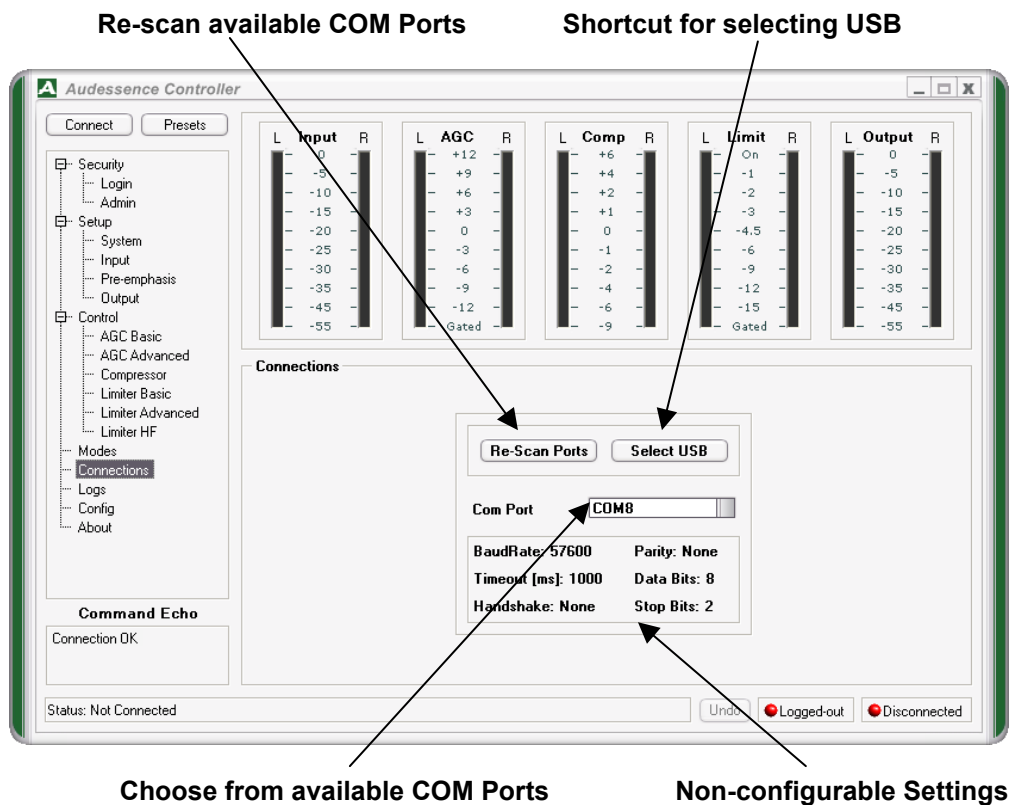 Re-scan available COM Ports Shortcut for selecting USB
A Audessence Controller
Connect Presets
Security
Login
Admin
Setup
System
Input
Pre-emphasis
Output
Control
AGC Basic
AGC Advanced
Compressor
Limiter Basic
Limiter Advanced
Limiter HF
Modes
Connections
Logs
Config
About
Command Echo
Connection OK
L Input R
0
-5
-10
-15
-20
-25
-30
-35
-45
-55
L AGC R
+12
+9
+6
+3
0
-3
-6
-9
-12
Gated
L Comp R
+6
+4
+2
+1
0
-1
-2
-4
-6
-9
L Limit R
On
-1
-2
-3
-4.5
-6
-9
-12
-15
Gated
L Output R
0
-5
-10
-15
-20
-25
-30
-35
-45
-55
Connections
Re-Scan Ports Select USB
Com Port COM8
BaudRate: 57600 Parity: None
Timeout [ms]: 1000 Data Bits: 8
Handshake: None Stop Bits: 2
Status: Not Connected Undo Logged-out Disconnected
Choose from available COM Ports Non-configurable Settings